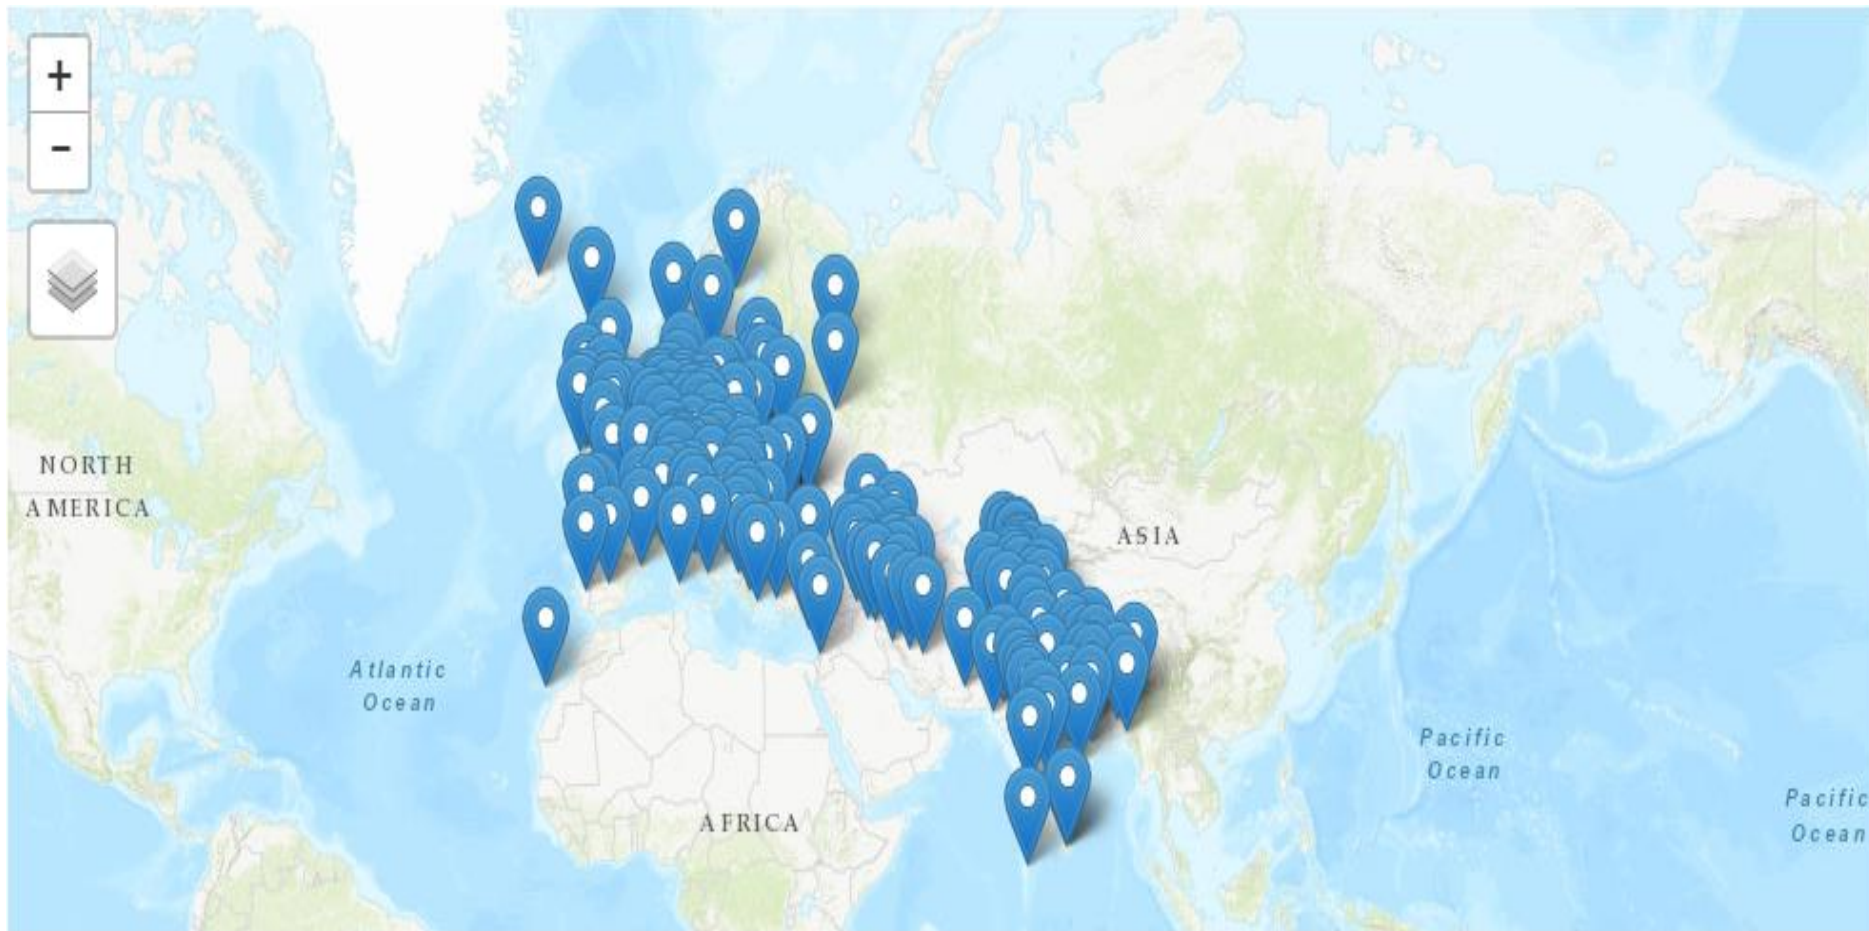 +
-
NORTH
AMERICA
ASIA
Atlantic
Ocean
AFRICA
Pacific
Ocean
Pacific
Ocean